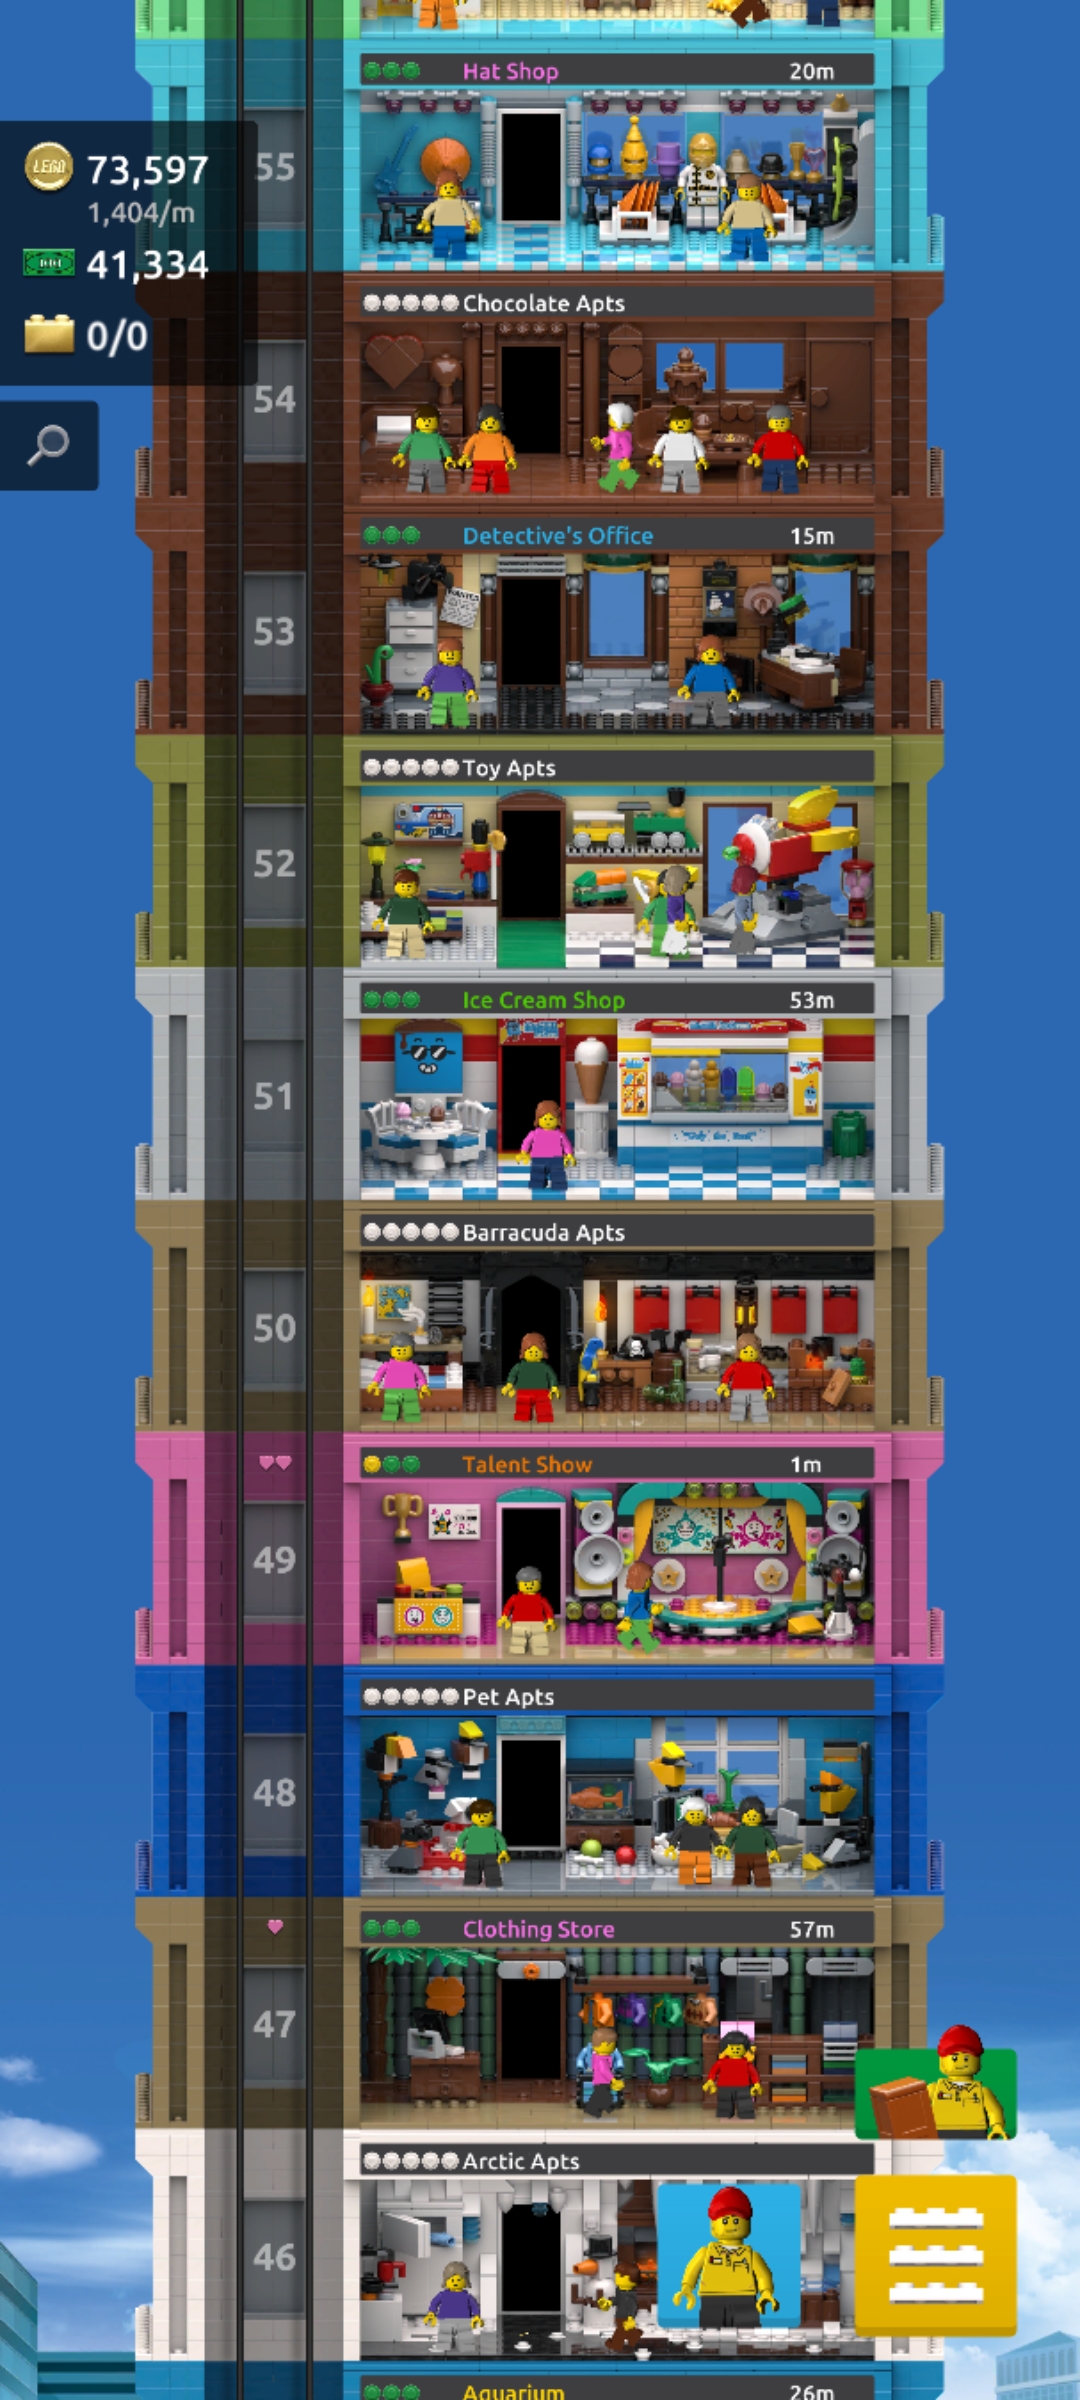 Hat Shop 20m
LEGO 73,597
1,404/m
41,334
0/0
55
Chocolate Apts
54
Detective's Office 15m
WANTED
53
Toy Apts
52
Ice Cream Shop 53m
51
Barracuda Apts
50
Talent Show 1m
49
Pet Apts
48
Clothing Store 57m
47
Arctic Apts
46
Aquarium 26m